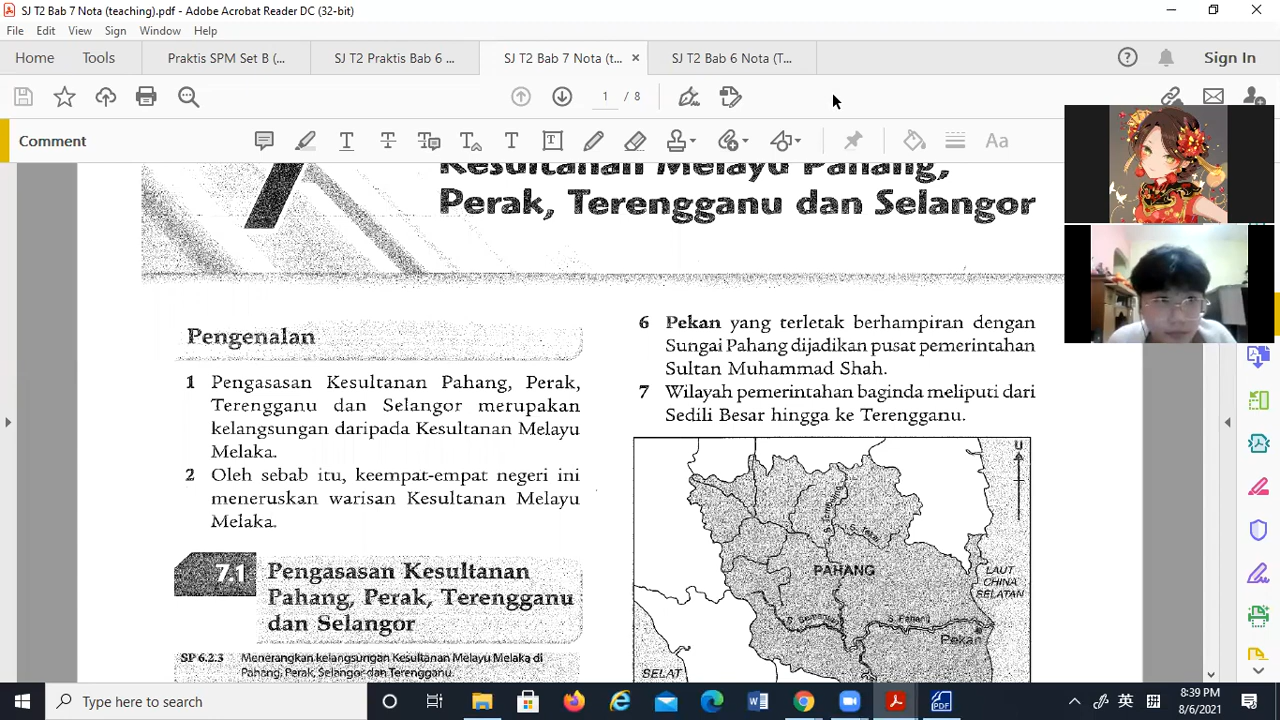 SJ T2 Bab 7 Nota (teaching).pdf - Adobe Acrobat Reader DC (32-bit)
File Edit View Sign Window Help
Home Tools Praktis SPM Set B (... SJ T2 Praktis Bab 6 ... SJ T2 Bab 7 Nota (t... SJ T2 Bab 6 Nota (T... Sign In
1 / 8
Comment
Kesultanan Melayu Pahang,
Perak, Terengganu dan Selangor
Pengenalan
1 Pengasasan Kesultanan Pahang, Perak,
Terengganu dan Selangor merupakan
kelangsungan daripada Kesultanan Melayu
Melaka.
2 Oleh sebab itu, keempat-empat negeri ini
meneruskan warisan Kesultanan Melayu
Melaka.
7.1 Pengasasan Kesultanan
Pahang, Perak, Terengganu
dan Selangor
SP 6.2.3 Menerangkan kelangsungan Kesultanan Melayu Melaka di
Pahang, Perak, Selangor dan Terengganu.
6 Pekan yang terletak berhampiran dengan
Sungai Pahang dijadikan pusat pemerintahan
Sultan Muhammad Shah.
7 Wilayah pemerintahan baginda meliputi dari
Sedili Besar hingga ke Terengganu.
U
PAHANG
LAUT
CHINA
SELATAN
S. Pahang
Pekan
SELAT
Type here to search
英
8:39 PM
8/6/2021